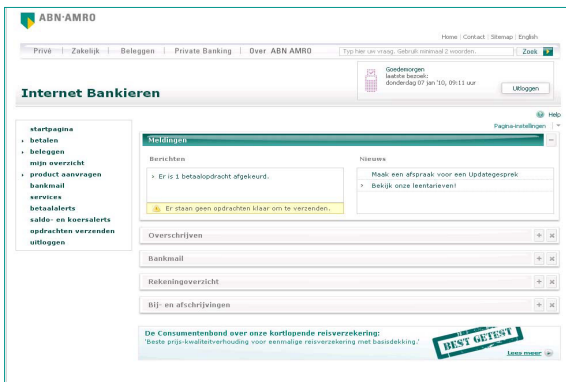 ABN·AMRO
Home | Contact | Sitemap | English
Privé | Zakelijk | Beleggen | Private Banking | Over ABN AMRO
Typ hier uw vraag. Gebruik minimaal 2 woorden.
Zoek
Goedemorgen
laatste bezoek:
donderdag 07 jan '10, 09:11 uur
Uitloggen
Internet Bankieren
Help
Pagina-instellingen
startpagina
betalen
beleggen
mijn overzicht
product aanvragen
bankmail
services
betaalalerts
saldo- en koersalerts
opdrachten verzenden
uitloggen
Meldingen
Berichten
Er is 1 betaalopdracht afgekeurd.
Er staan geen opdrachten klaar om te verzenden.
Nieuws
Maak een afspraak voor een Updategesprek
Bekijk onze leentarieven!
Overschrijven
Bankmail
Rekeningoverzicht
Bij- en afschrijvingen
De Consumentenbond over onze kortlopende reisverzekering:
'Beste prijs-kwaliteitverhouding voor eenmalige reisverzekering met basisdekking.'
BEST GETEST
Lees meer